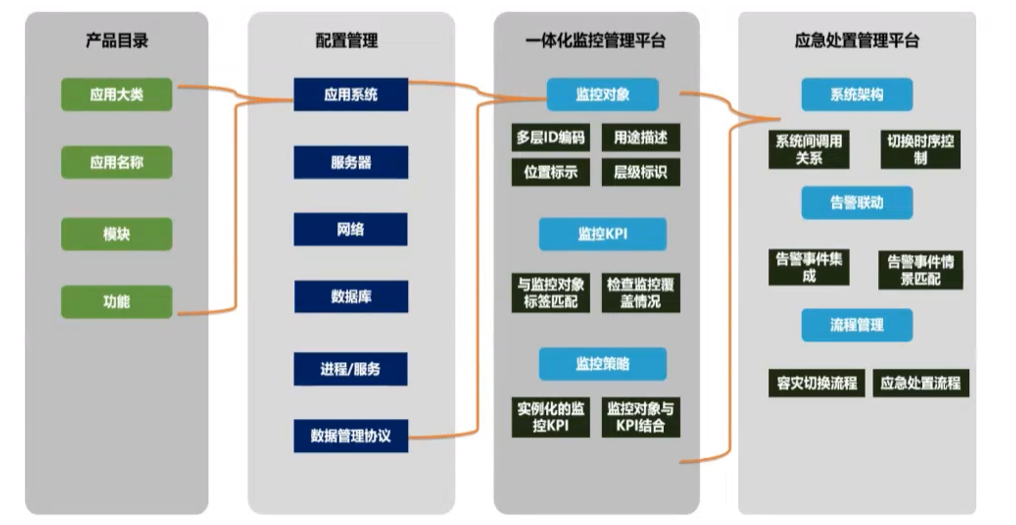 产品目录
应用大类
应用名称
模块
功能
配置管理
应用系统
服务器
网络
数据库
进程/服务
数据管理协议
一体化监控管理平台
监控对象
多层ID编码
用途描述
位置标示
层级标识
监控KPI
与监控对象
标签匹配
检查监控覆
盖情况
监控策略
实例化的监
控KPI
监控对象与
KPI结合
应急处置管理平台
系统架构
系统间调用
关系
切换时序控
制
告警联动
告警事件集
成
告警事件情
景匹配
流程管理
容灾切换流程
应急处置流程